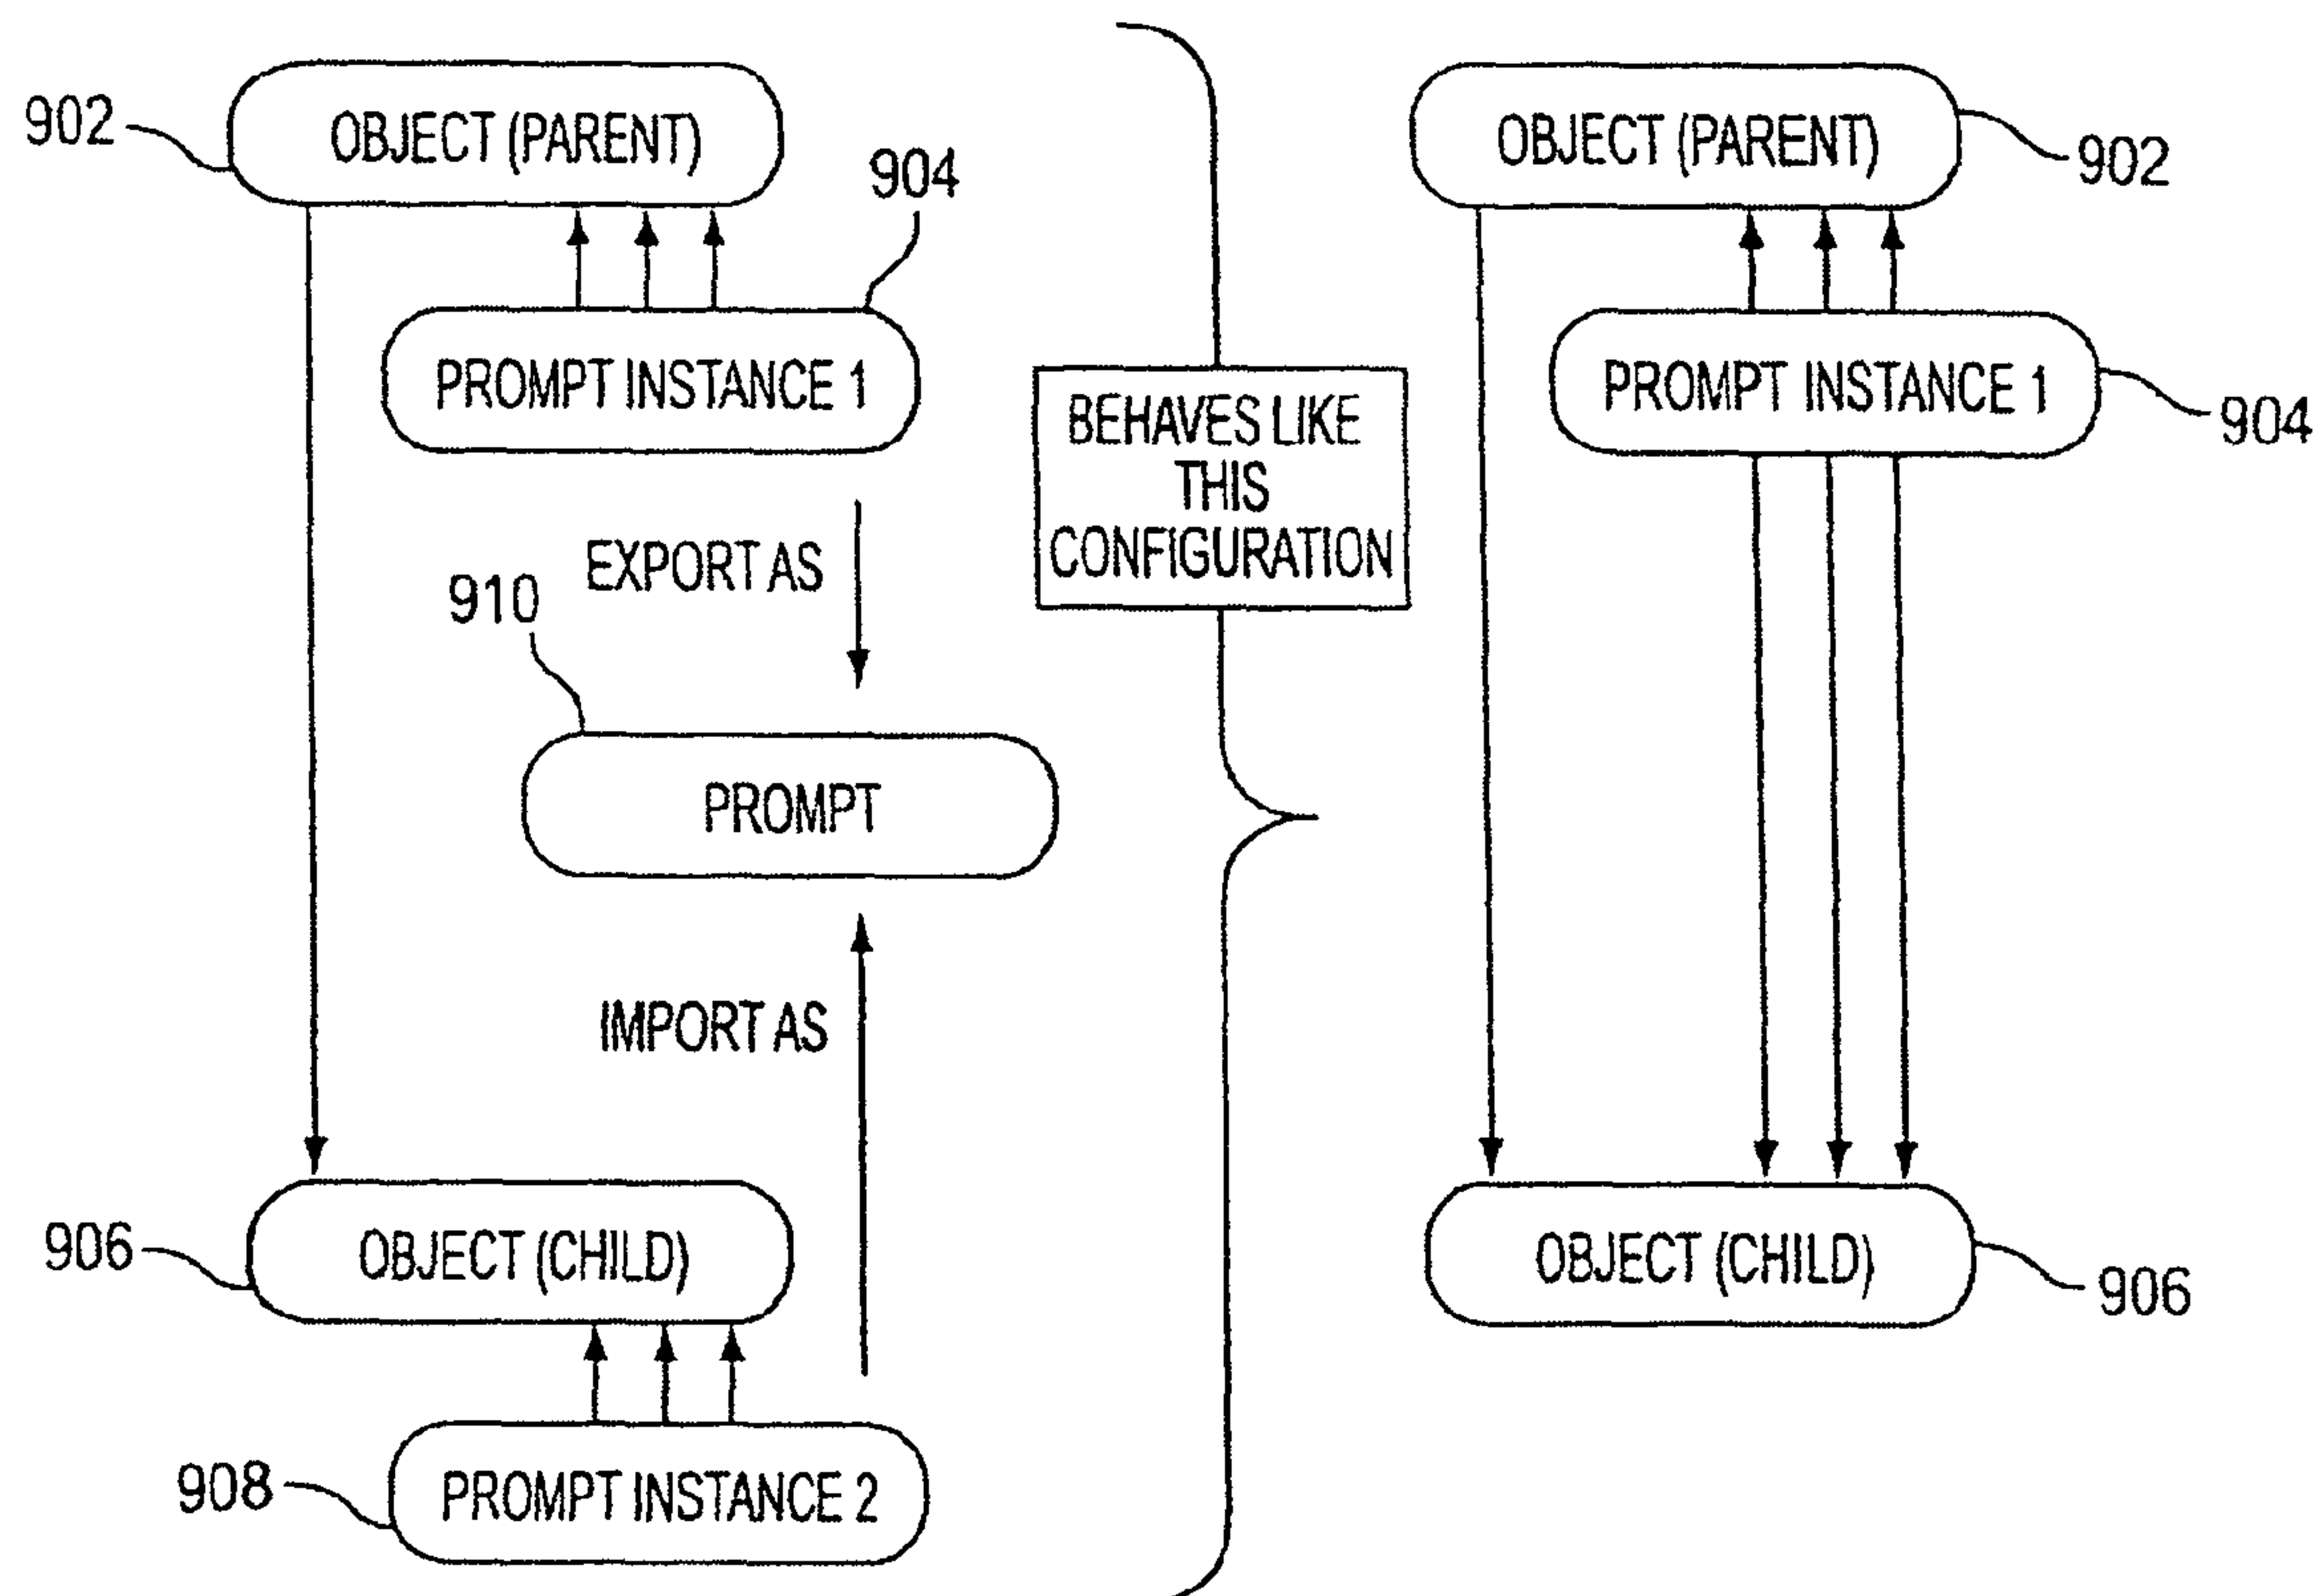 902
OBJECT (PARENT)
904
PROMPT INSTANCE 1
EXPORT AS
910
PROMPT
IMPORT AS
906
OBJECT (CHILD)
908
PROMPT INSTANCE 2
BEHAVES LIKE
THIS
CONFIGURATION
OBJECT (PARENT)
902
PROMPT INSTANCE 1
904
OBJECT (CHILD)
906